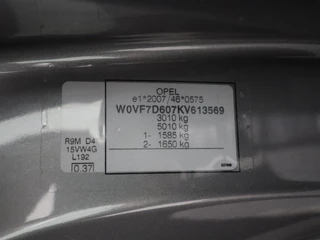 OPEL
e1*2007/46*0575
W0VF7D607KV613569
3010 kg
5010 kg
1- 1585 kg
2- 1650 kg
R9M D4
15VW4G
L192
0.37